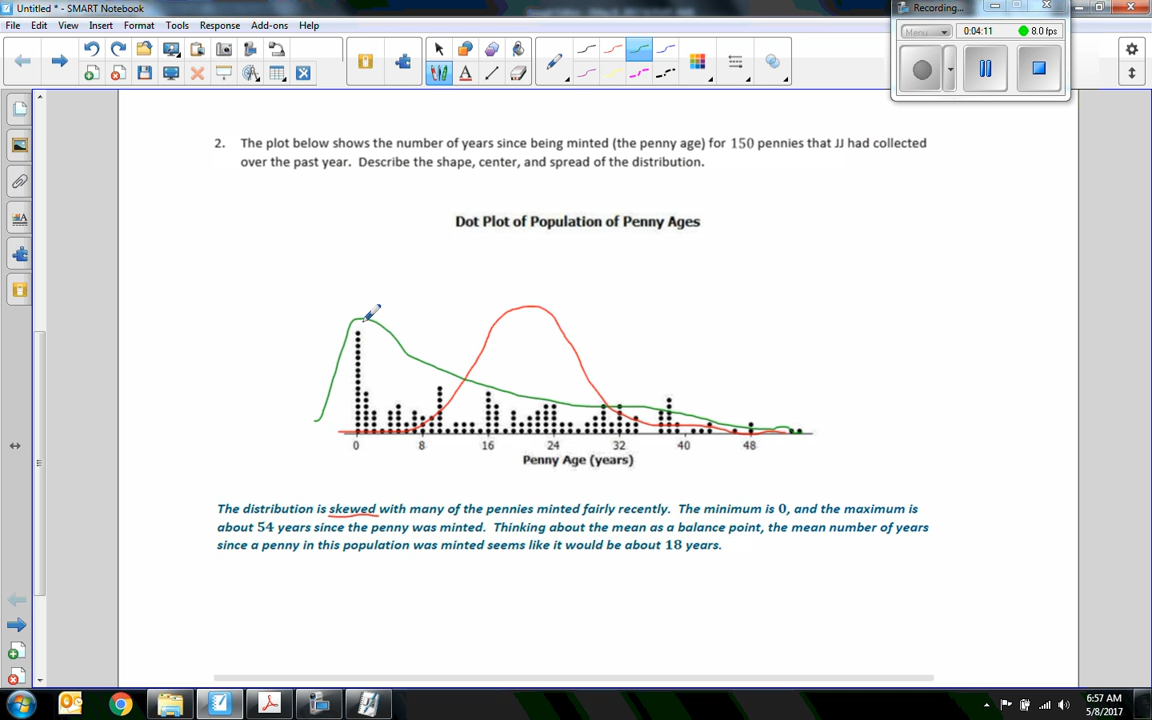 Untitled * - SMART Notebook
Recording...
File Edit View Insert Format Tools Response Add-ons Help
Menu
0:04:11
8.0 fps
2. The plot below shows the number of years since being minted (the penny age) for 150 pennies that JJ had collected
over the past year. Describe the shape, center, and spread of the distribution.
Dot Plot of Population of Penny Ages
0 8 16 24 32 40 48
Penny Age (years)
The distribution is skewed with many of the pennies minted fairly recently. The minimum is 0, and the maximum is
about 54 years since the penny was minted. Thinking about the mean as a balance point, the mean number of years
since a penny in this population was minted seems like it would be about 18 years.
6:57 AM
5/8/2017